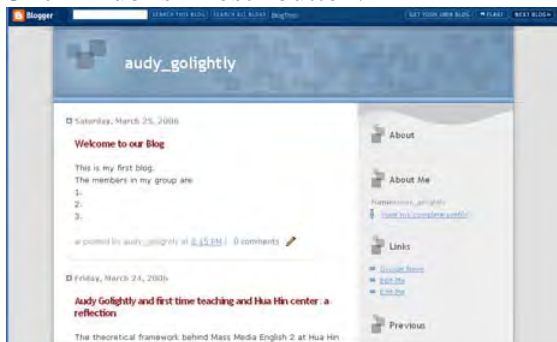 Blogger
SEARCH THIS BLOG
SEARCH ALL BLOGS
BlogThis!
GET YOUR OWN BLOG
FLAG?
NEXT BLOG»
audy_golightly
Saturday, March 25, 2006
Welcome to our Blog
This is my first blog.
The members in my group are
1.
2.
3.
posted by audy_golightly at 8:15 PM | 0 comments
Friday, March 24, 2006
Audy Golightly and first time teaching and Hua Hin center: a
reflection
The theoretical framework behind Mass Media English 2 at Hua Hin
About
About Me
View my complete profile
Links
Google News
Edit-Me
Edit-Me
Previous